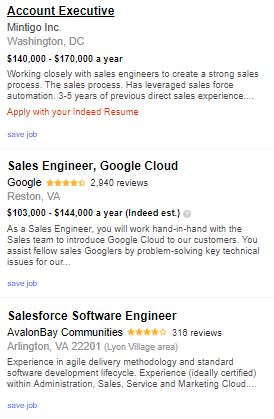 Account Executive
Mintigo Inc.
Washington, DC
$140,000 - $170,000 a year
Working closely with sales engineers to create a strong sales
process. The sales process. Has leveraged sales force
automation. 3-5 years of previous direct sales experience....
Apply with your Indeed Resume
save job
Sales Engineer, Google Cloud
Google 2,940 reviews
Reston, VA
$103,000 - $144,000 a year (Indeed est.)
As a Sales Engineer, you will work hand-in-hand with the
Sales team to introduce Google Cloud to our customers. You
assist fellow sales Googlers by problem-solving key technical
issues for our...
save job
Salesforce Software Engineer
AvalonBay Communities 316 reviews
Arlington, VA 22201 (Lyon Village area)
Experience in agile delivery methodology and standard
software development lifecycle. Experience (ideally certified)
within Administration, Sales, Service and Marketing Cloud....
save job